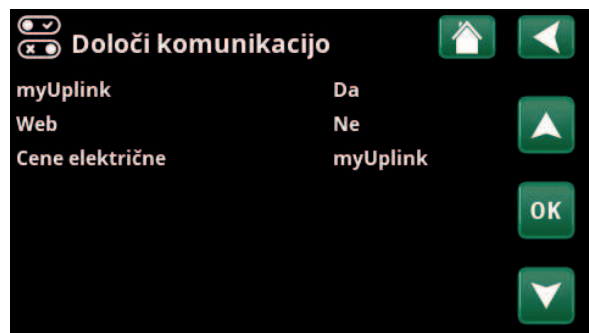 Določi komunikacijo
myUplink Da
Web Ne
Cene električne myUplink
OK